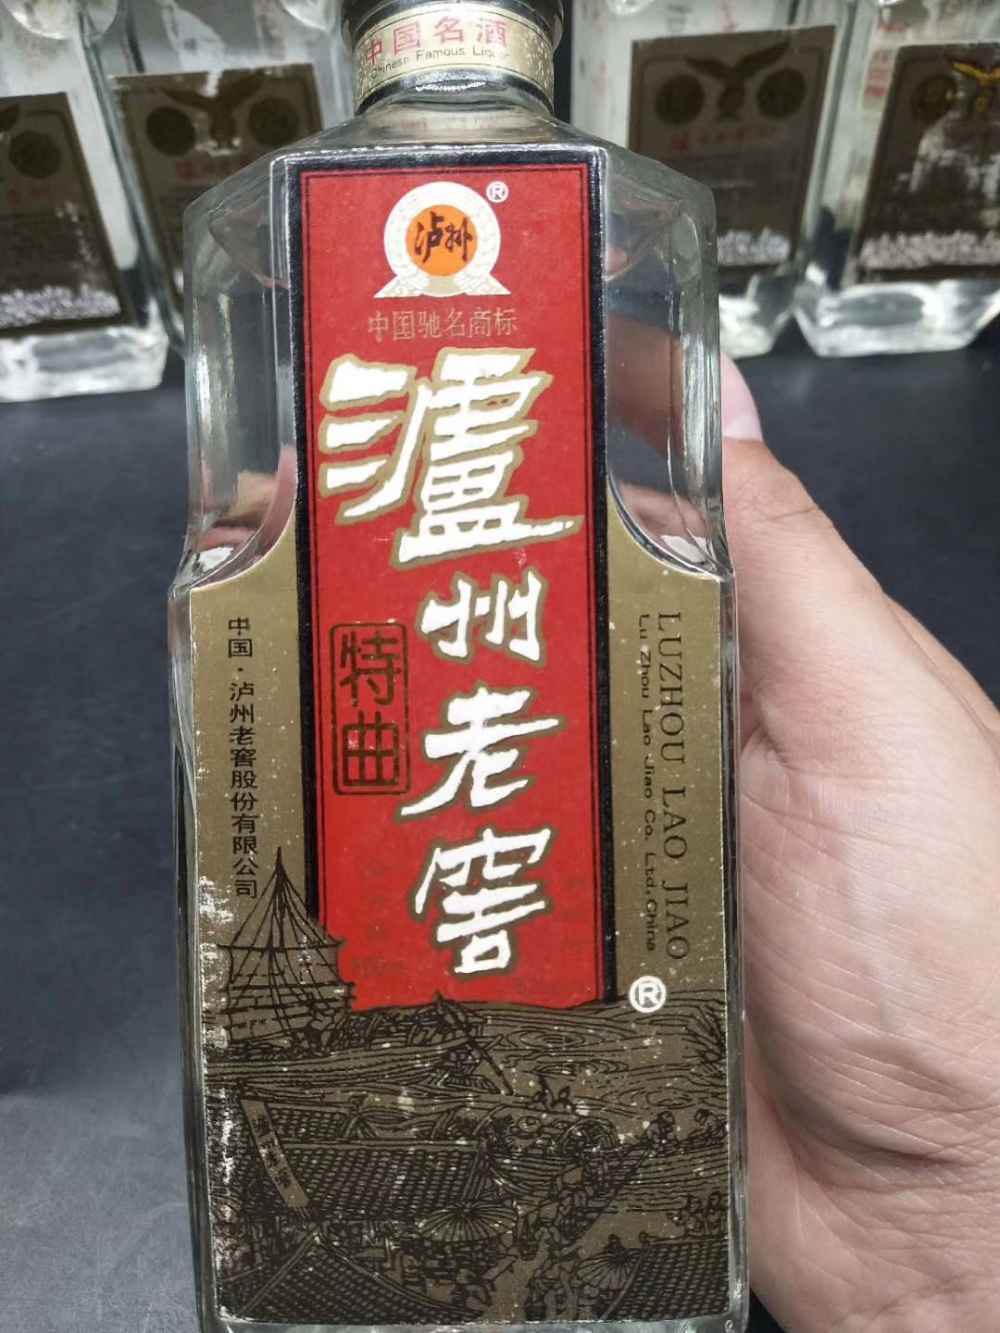 中国名酒
Chinese Famous Liquor
泸州
®
中国驰名商标
瀘州老窖
特曲
中国·泸州老窖股份有限公司
LUZHOU LAO JIAO
Lu Zhou Lao Jiao Co. Ltd, China
®